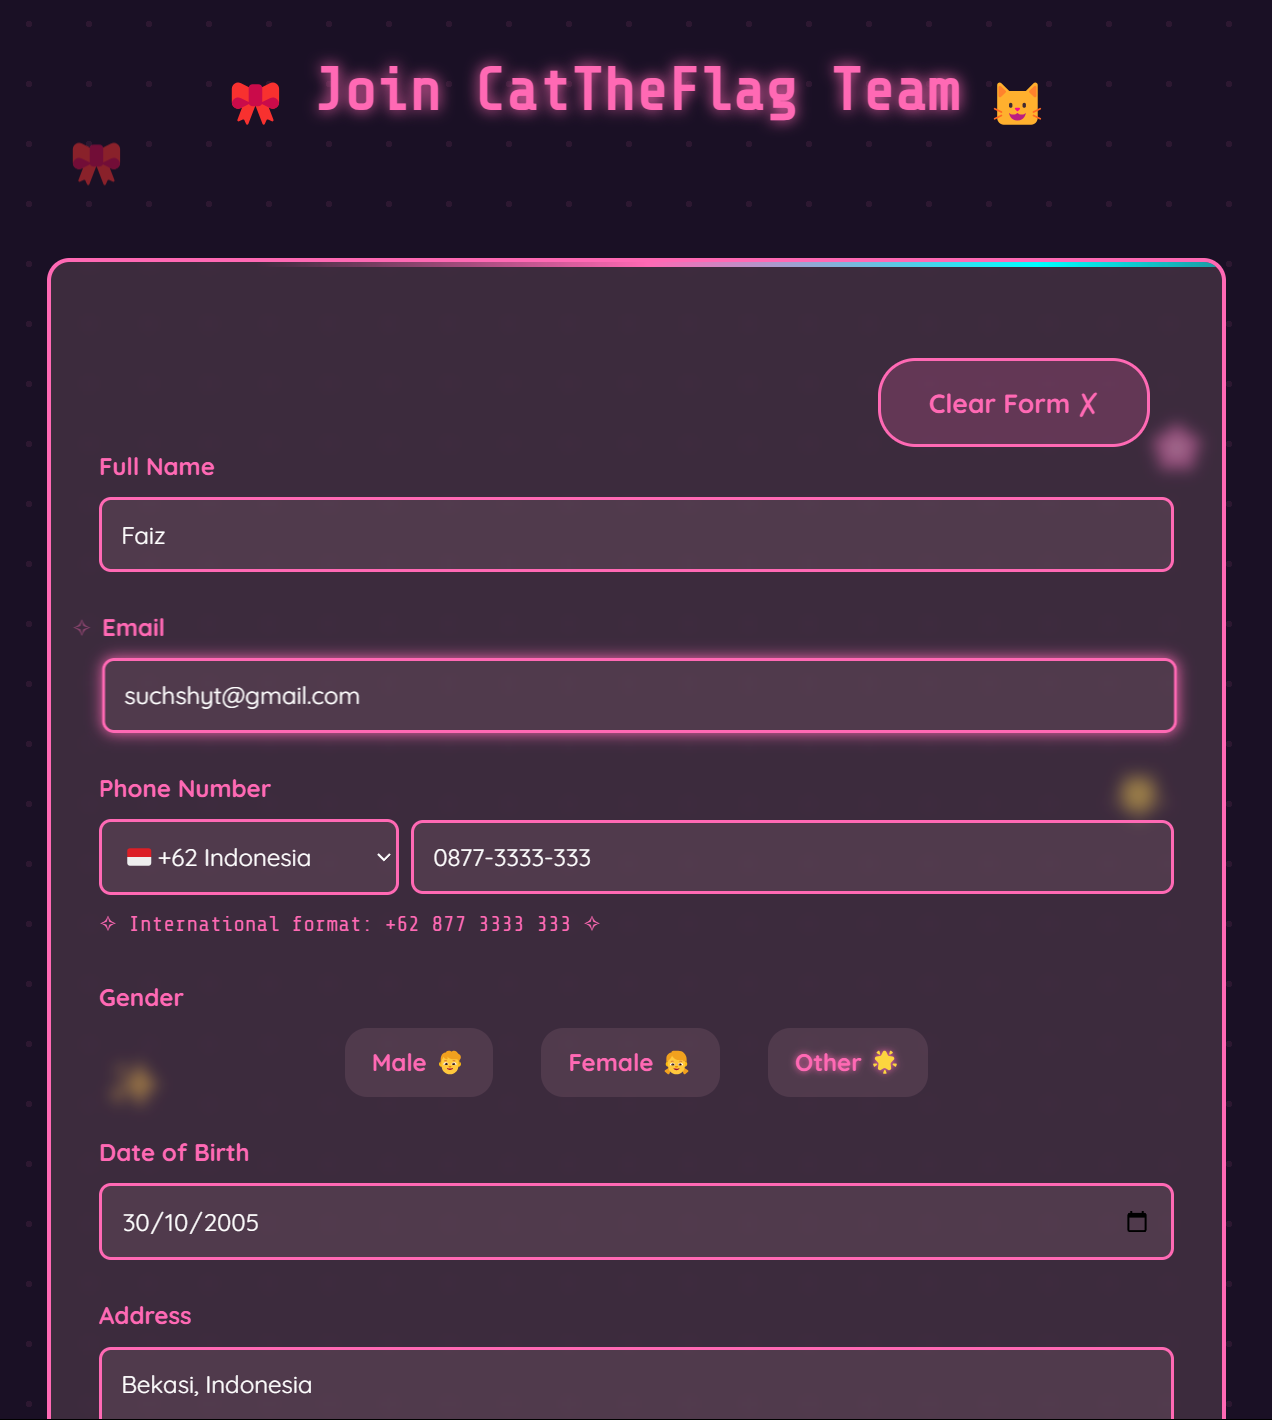 🎀 Join CatTheFlag Team 😺
Clear Form ✗
Full Name
Faiz
✧ Email
suchshyt@gmail.com
Phone Number
🇮🇩 +62 Indonesia 0877-3333-333
✧ International format: +62 877 3333 333 ✧
Gender
Male 👦 Female 👧 Other 🌟
Date of Birth
30/10/2005
Address
Bekasi, Indonesia